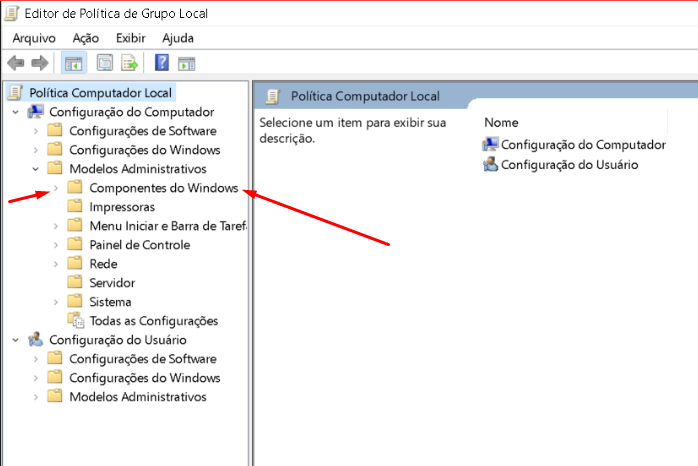 Editor de Política de Grupo Local
Arquivo Ação Exibir Ajuda
Política Computador Local
Configuração do Computador
Configurações de Software
Configurações do Windows
Modelos Administrativos
Componentes do Windows
Impressoras
Menu Iniciar e Barra de Taref
Painel de Controle
Rede
Servidor
Sistema
Todas as Configurações
Configuração do Usuário
Configurações de Software
Configurações do Windows
Modelos Administrativos
Política Computador Local
Selecione um item para exibir sua
descrição.
Nome
Configuração do Computador
Configuração do Usuário